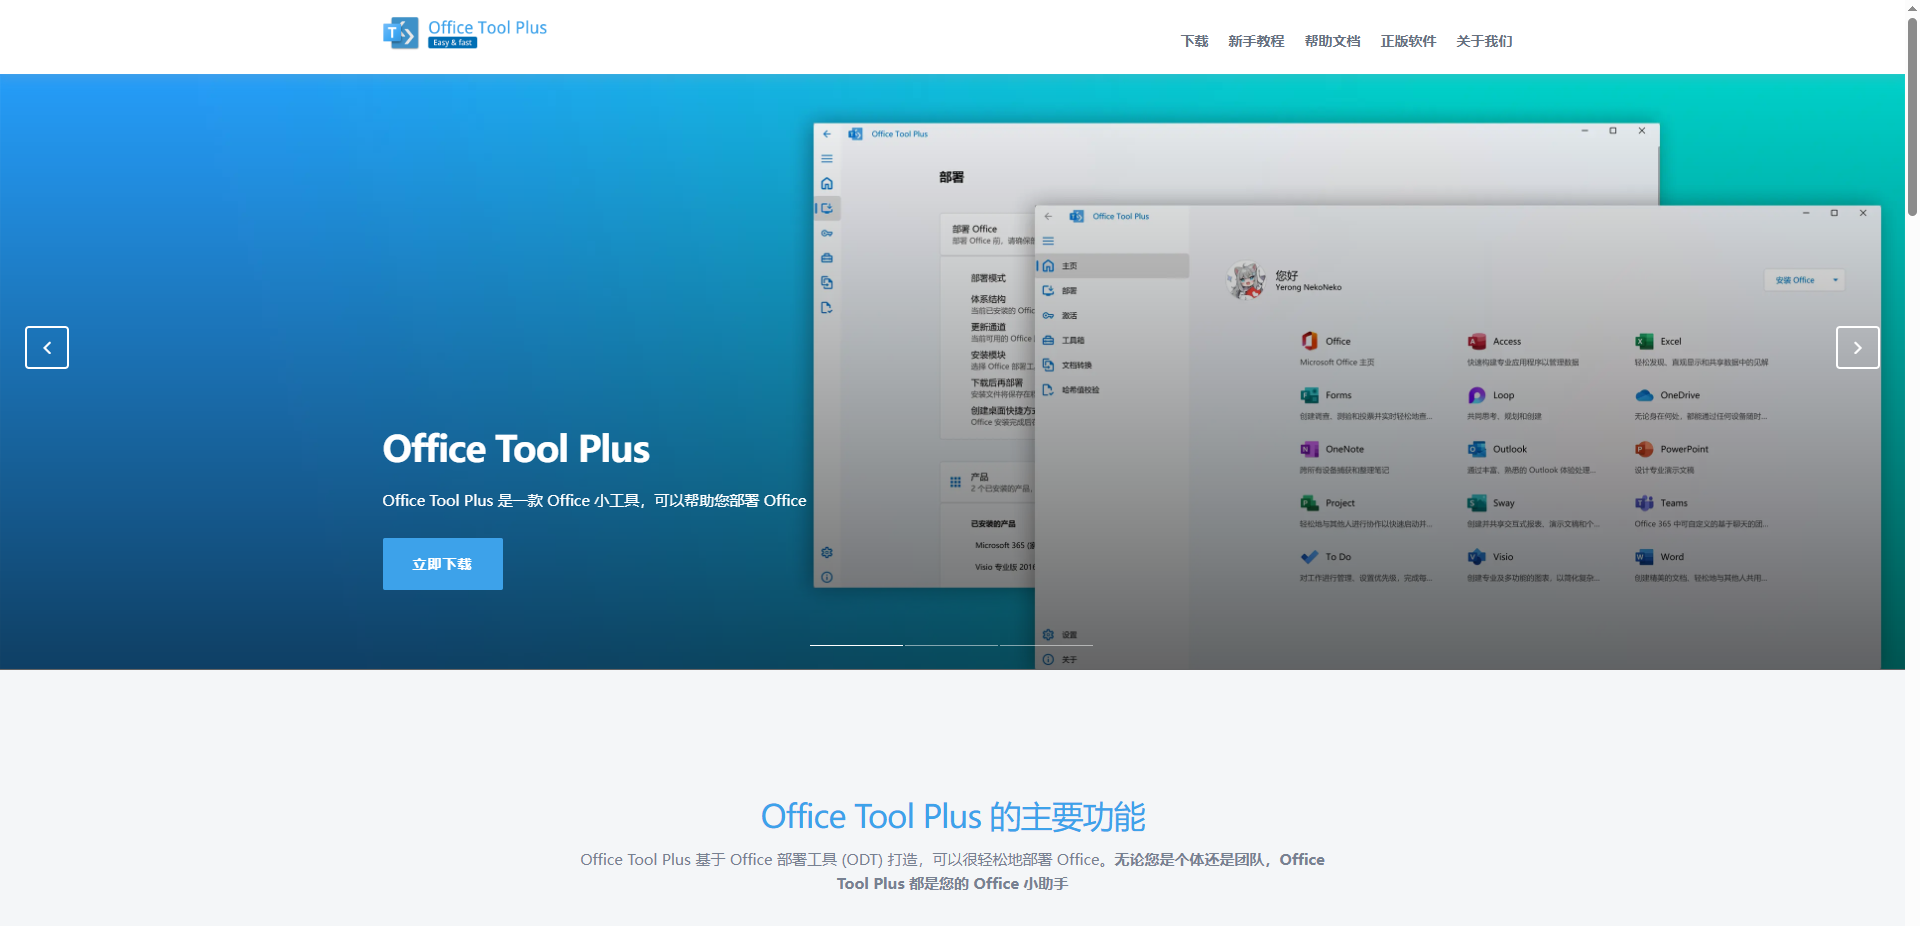 Office Tool Plus
Easy & fast
下载 新手教程 帮助文档 正版软件 关于我们
Office Tool Plus
部署
部署 Office
部署 Office 前，请确保
部署模式
体系结构
当前已安装的 Offic
更新通道
当前可用的 Office
安装模块
选择 Office 部署工
下载后再部署
安装文件将保存在
创建桌面快捷方式
Office 安装完成后
产品
2 个已安装的产品，
已安装的产品
Microsoft 365 (
Visio 专业版 2016
Office Tool Plus
主页
部署
激活
工具箱
文档转换
哈希值校验
设置
关于
您好
Yerong NekoNeko
安装 Office
Office
Microsoft Office 主页
Access
快速构建专业应用程序以管理数据
Excel
轻松发现、直观显示和共享数据中的见解
Forms
创建调查、测验和投票并实时轻松地查...
Loop
共同思考、规划和创建
OneDrive
无论身在何处，都能通过任何设备随时...
OneNote
跨所有设备捕获和整理笔记
Outlook
通过丰富、熟悉的 Outlook 体验处理...
PowerPoint
设计专业演示文稿
Project
轻松地与其他人进行协作以快速启动并...
Sway
创建并共享交互式报表、演示文稿和个...
Teams
Office 365 中可自定义的基于聊天的团...
To Do
对工作进行管理、设置优先级，完成每...
Visio
创建专业及多功能的图表，以简化复杂...
Word
创建精美的文档、轻松地与其他人共用...
Office Tool Plus
Office Tool Plus 是一款 Office 小工具，可以帮助您部署 Office
立即下载
Office Tool Plus 的主要功能
Office Tool Plus 基于 Office 部署工具 (ODT) 打造，可以很轻松地部署 Office。无论您是个体还是团队，Office
Tool Plus 都是您的 Office 小助手